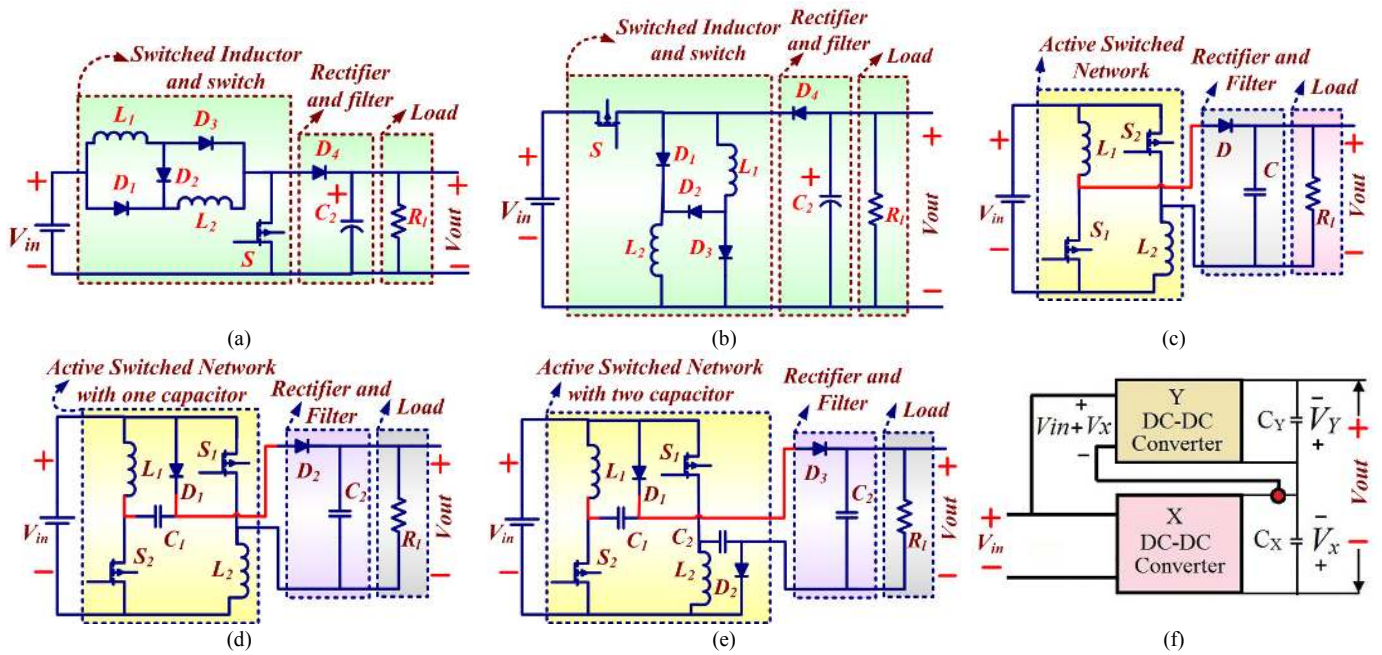 Switched Inductor
and switch
Rectifier
and filter
Load
L1
D3
D4
D1
D2
L2
S
C2
Rl
Vin
Vout
+
−
+
+
−
(a)
Switched Inductor
and switch
Rectifier
and filter
Load
D4
S
D1
L1
D2
C2
D3
L2
Rl
Vin
Vout
+
−
+
+
−
(b)
Active Switched
Network
Rectifier and
Filter
Load
S2
D
L1
C
Rl
S1
L2
Vin
Vout
+
−
+
−
(c)
Active Switched Network
with one capacitor
Rectifier and
Filter
Load
S1
L1
D1
D2
C1
C2
S2
L2
Rl
Vin
Vout
+
−
+
−
(d)
Active Switched Network
with two capacitor
Rectifier and
Filter
Load
S1
L1
D1
D3
C1
C2
C2
S2
L2
D2
Rl
Vin
Vout
+
−
+
−
(e)
Y
DC-DC
Converter
+
Vin+Vx
−
CY
−
VY
+
+
Vout
−
X
DC-DC
Converter
+
Vin
−
CX
−
Vx
+
(f)